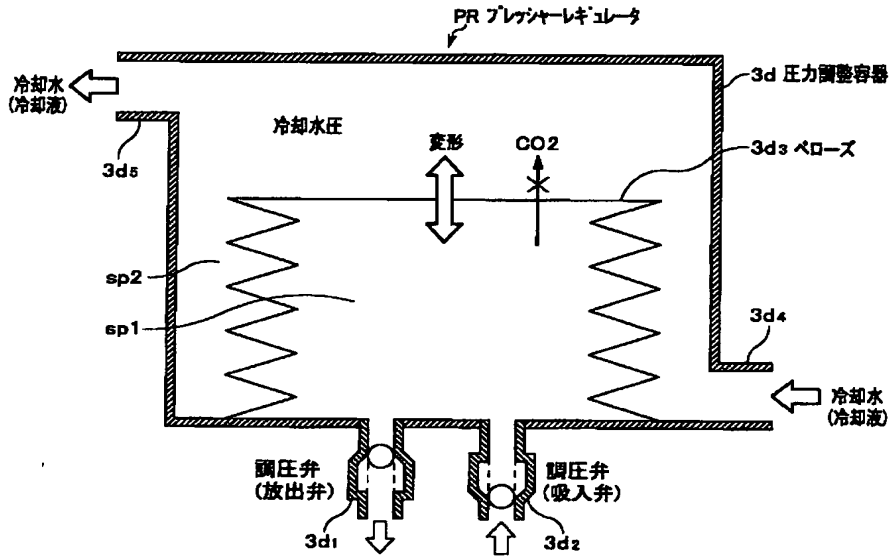 PR プレッシャーレギュレータ
冷却水
(冷却液)
3d 圧力調整容器
冷却水圧
変形
CO2
3d5
3d3 ベローズ
sp2
sp1
3d4
冷却水
(冷却液)
調圧弁
(放出弁)
調圧弁
(吸入弁)
3d1
3d2